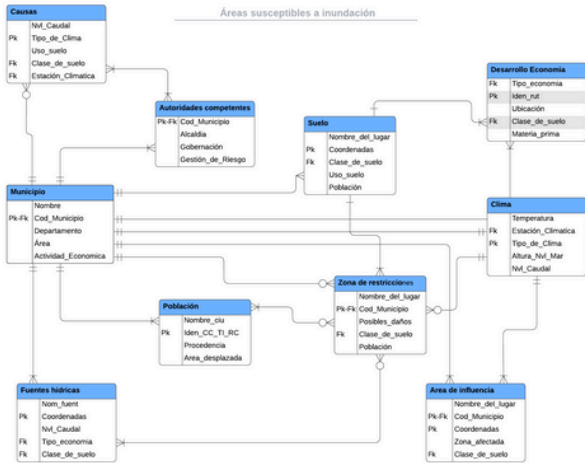 Áreas susceptibles a inundación
Causas
Nvl_Caudal
Pk Tipo_de_Clima
Uso_suelo
Fk Clase_de_suelo
Fk Estación_Climatica
Autoridades competentes
Pk-Fk Cod_Municipio
Alcaldia
Gobernación
Gestión_de_Riesgo
Suelo
Nombre_del_lugar
Pk Coordenadas
Fk Clase_de_suelo
Uso_suelo
Población
Desarrollo Economia
Fk Tipo_economia
Pk Iden_rut
Ubicación
Fk Clase_de_suelo
Materia_prima
Municipio
Nombre
Pk-Fk Cod_Municipio
Departamento
Área
Actividad_Economica
Clima
Temperatura
Fk Estación_Climatica
Pk Tipo_de_Clima
Altura_Nvl_Mar
Nvl_Caudal
Población
Nombre_ciu
Pk Iden_CC_TI_RC
Procedencia
Area_desplazada
Zona de restricciones
Nombre_del_lugar
Pk-Fk Cod_Municipio
Posibles_daños
Fk Clase_de_suelo
Población
Fuentes hídricas
Nom_fuent
Pk Coordenadas
Nvl_Caudal
Fk Tipo_economia
Fk Clase_de_suelo
Area de influencia
Nombre_del_lugar
Pk-Fk Cod_Municipio
Pk Coordenadas
Zona_afectada
Fk Clase_de_suelo